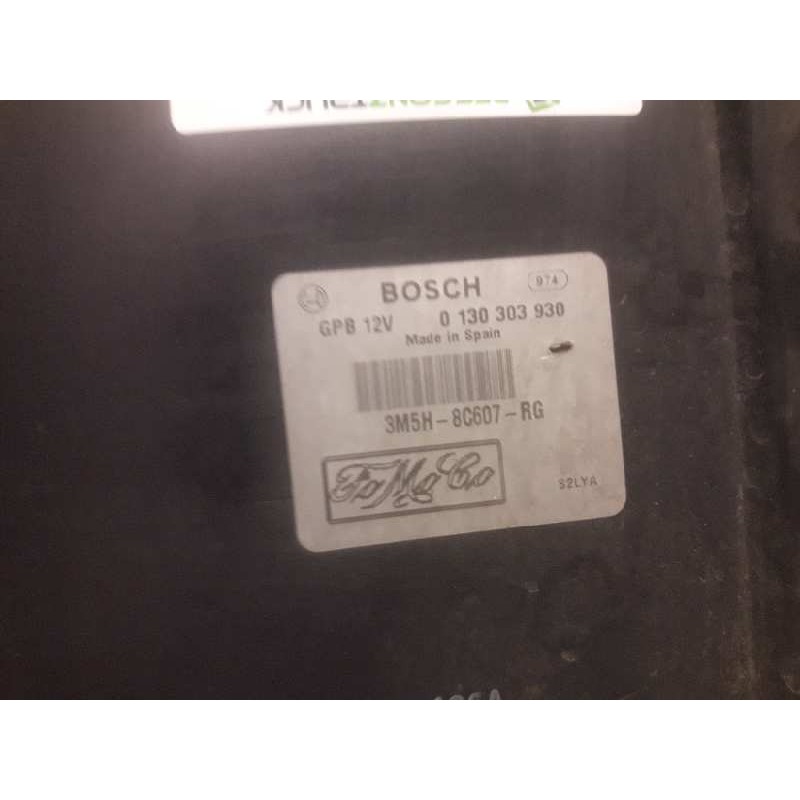 BOSCH 974
GPB 12V 0 130 303 930
Made in Spain
3M5H-8C607-RG
FoMoCo
S2LYA